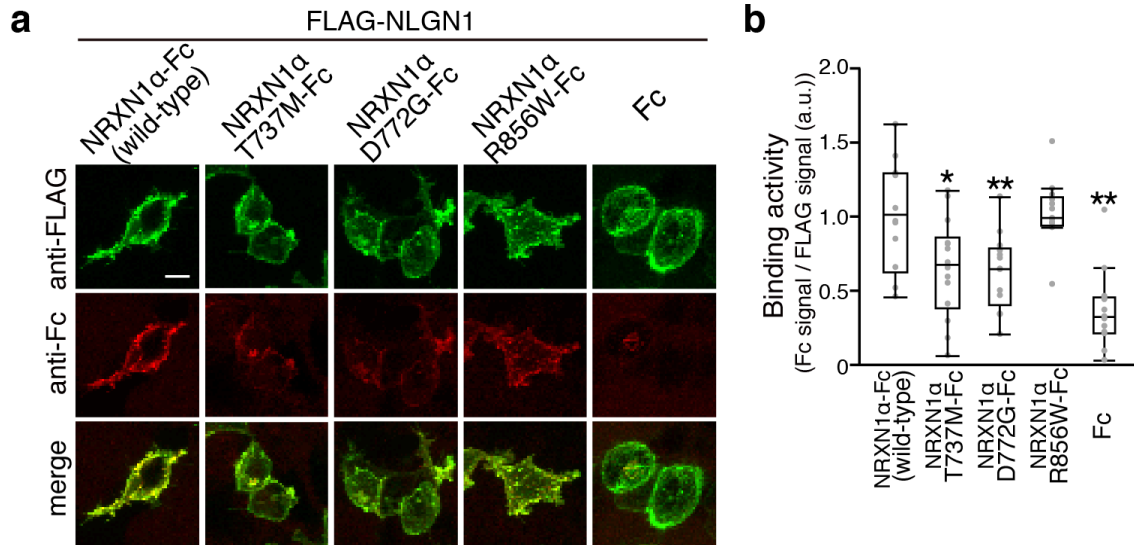 a
FLAG-NLGN1
NRXN1α-Fc
(wild-type)
NRXN1α
T737M-Fc
NRXN1α
D772G-Fc
NRXN1α
R856W-Fc
Fc
anti-FLAG
anti-Fc
merge
b
Binding activity
(Fc signal / FLAG signal (a.u.))
2.0
1.5
1.0
0.5
0
*
**
**
NRXN1α-Fc
(wild-type)
NRXN1α
T737M-Fc
NRXN1α
D772G-Fc
NRXN1α
R856W-Fc
Fc